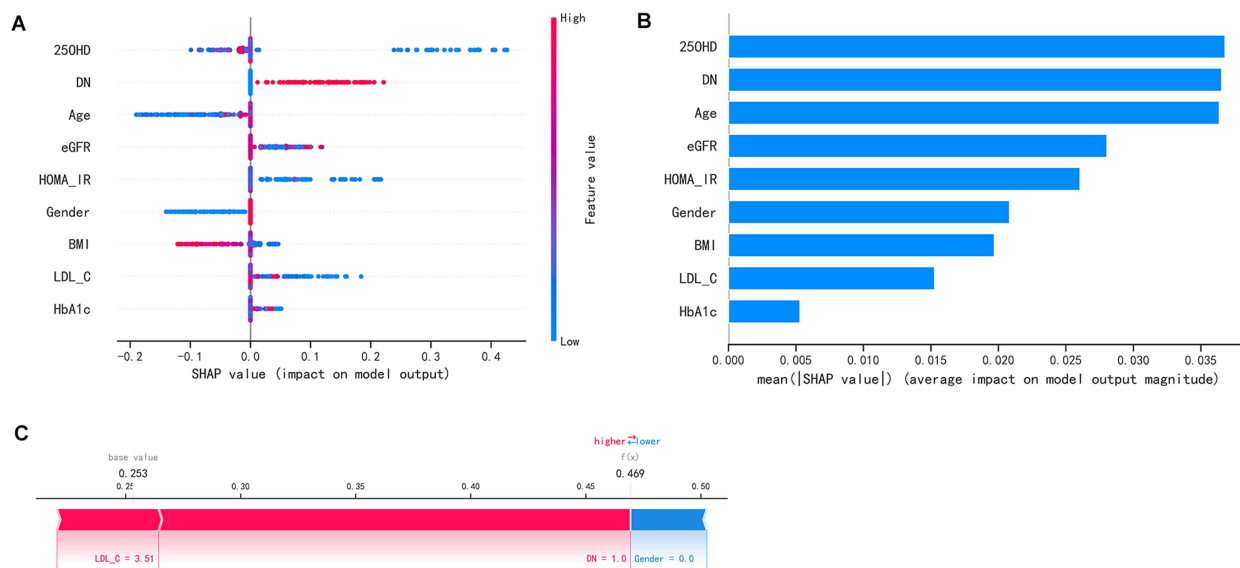 A
25OHD
DN
Age
eGFR
HOMA_IR
Gender
BMI
LDL_C
HbA1c
-0.2 -0.1 0.0 0.1 0.2 0.3 0.4
SHAP value (impact on model output)
High
Low
Feature value
B
25OHD
DN
Age
eGFR
HOMA_IR
Gender
BMI
LDL_C
HbA1c
0.000 0.005 0.010 0.015 0.020 0.025 0.030 0.035
mean(|SHAP value|) (average impact on model output magnitude)
C
higher ⇄ lower
base value f(x)
0.253 0.469
0.25 0.30 0.35 0.40 0.45 0.50
LDL_C = 3.51 DN = 1.0 Gender = 0.0